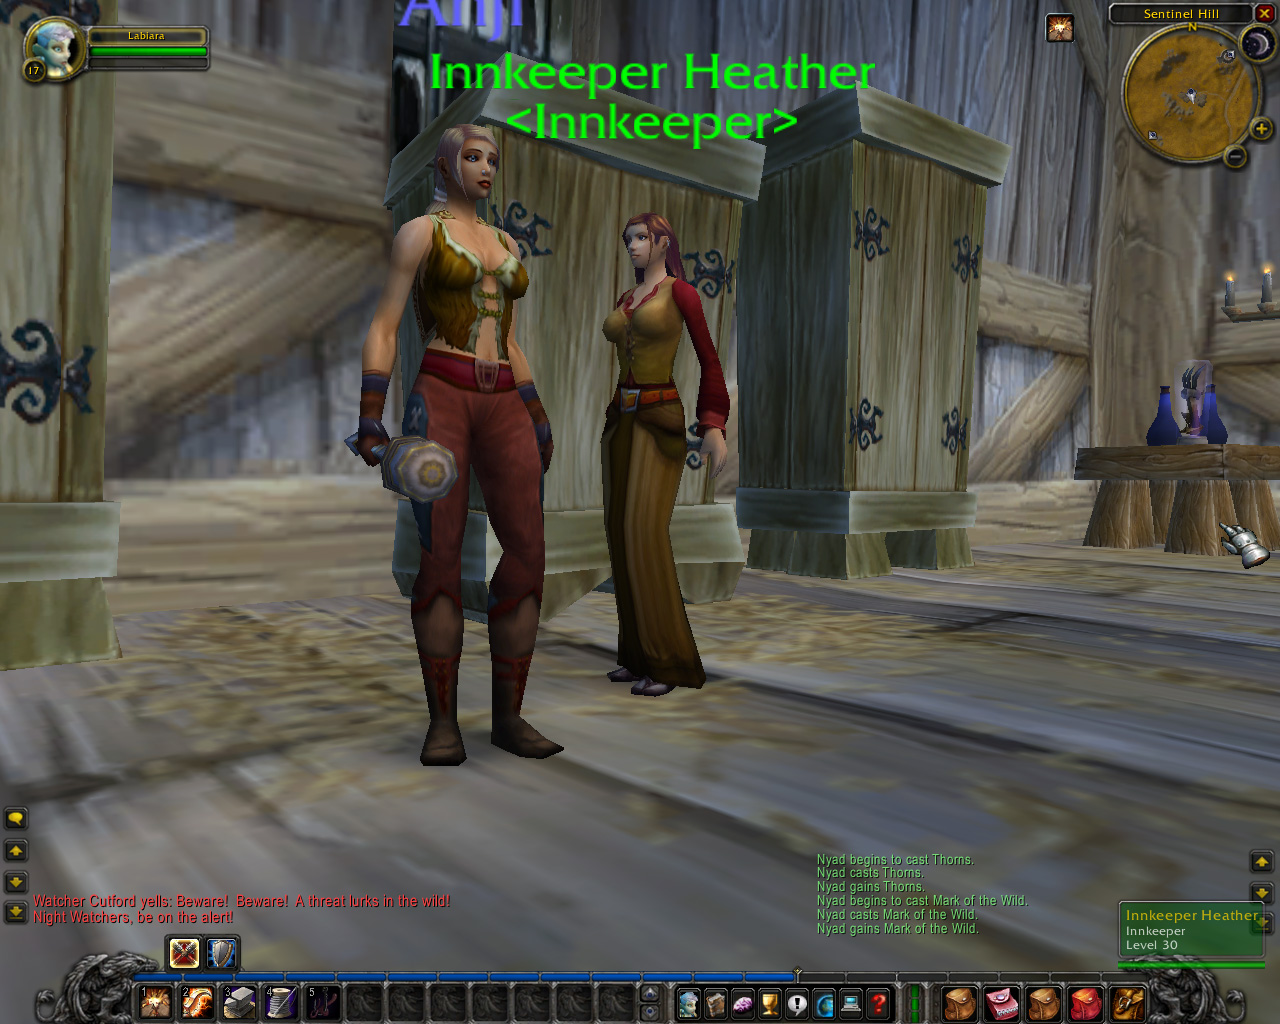 Anji
Labiara
17
Innkeeper Heather
<Innkeeper>
Sentinel Hill
N
Nyad begins to cast Thorns.
Nyad casts Thorns.
Nyad gains Thorns.
Nyad begins to cast Mark of the Wild.
Nyad casts Mark of the Wild.
Nyad gains Mark of the Wild.
Watcher Cutford yells: Beware!  Beware!  A threat lurks in the wild!
Night Watchers, be on the alert!
Innkeeper Heather
Innkeeper
Level 30
1 2 3 4 5